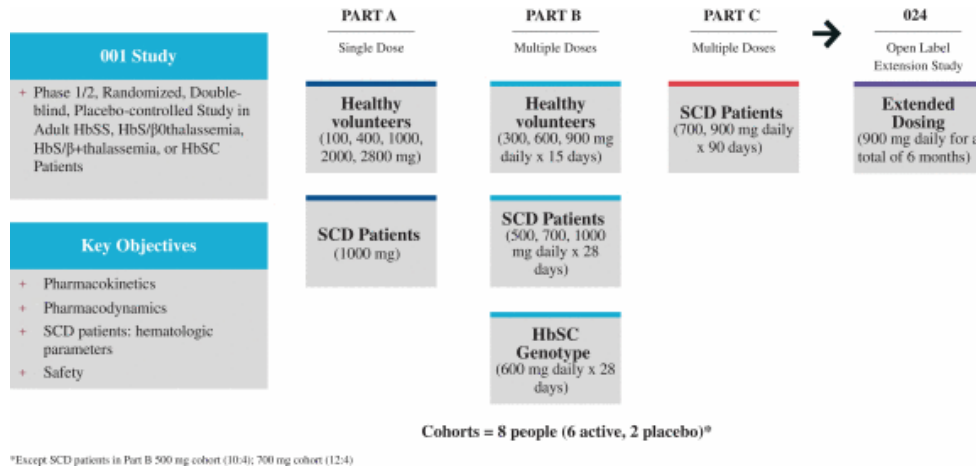 001 Study
+ Phase 1/2, Randomized, Double-
blind, Placebo-controlled Study in
Adult HbSS, HbS/β0thalassemia,
HbS/β+thalassemia, or HbSC
Patients
Key Objectives
+ Pharmacokinetics
+ Pharmacodynamics
+ SCD patients: hematologic
parameters
+ Safety
PART A
Single Dose
Healthy
volunteers
(100, 400, 1000,
2000, 2800 mg)
SCD Patients
(1000 mg)
PART B
Multiple Doses
Healthy
volunteers
(300, 600, 900 mg
daily x 15 days)
SCD Patients
(500, 700, 1000
mg daily x 28
days)
HbSC
Genotype
(600 mg daily x 28
days)
PART C
Multiple Doses
SCD Patients
(700, 900 mg daily
x 90 days)
024
Open Label
Extension Study
Extended
Dosing
(900 mg daily for a
total of 6 months)
Cohorts = 8 people (6 active, 2 placebo)*
*Except SCD patients in Part B 500 mg cohort (10:4); 700 mg cohort (12:4)